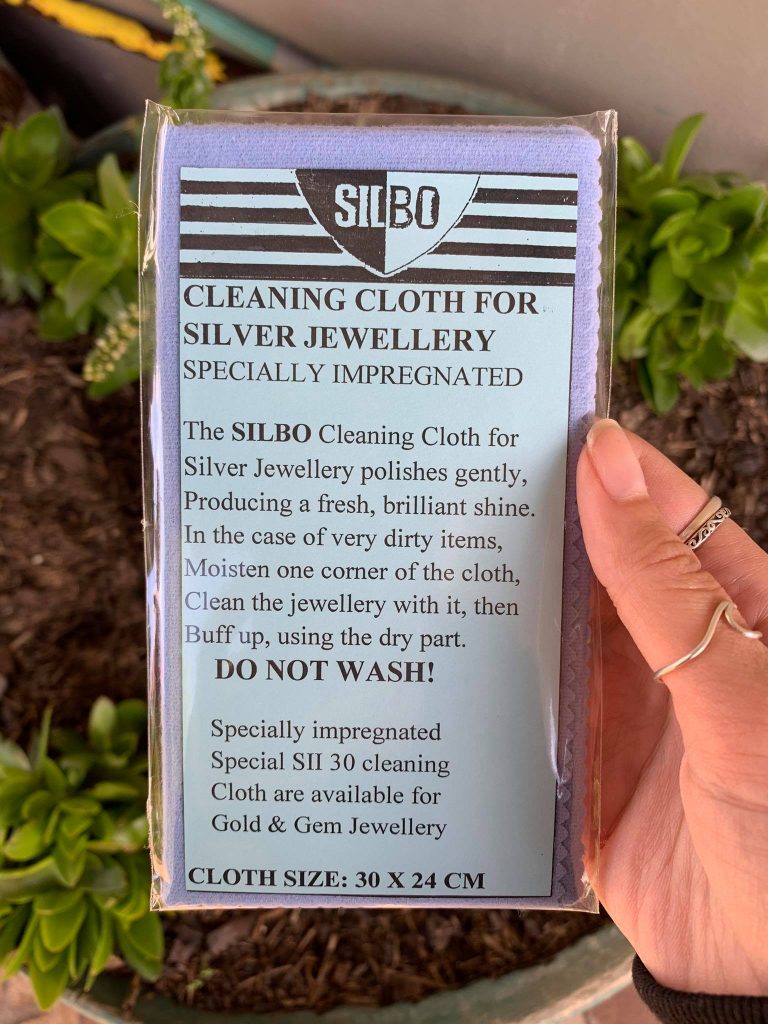 SILBO
CLEANING CLOTH FOR
SILVER JEWELLERY
SPECIALLY IMPREGNATED
The SILBO Cleaning Cloth for
Silver Jewellery polishes gently,
Producing a fresh, brilliant shine.
In the case of very dirty items,
Moisten one corner of the cloth,
Clean the jewellery with it, then
Buff up, using the dry part.
DO NOT WASH!
Specially impregnated
Special SII 30 cleaning
Cloth are available for
Gold & Gem Jewellery
CLOTH SIZE: 30 X 24 CM